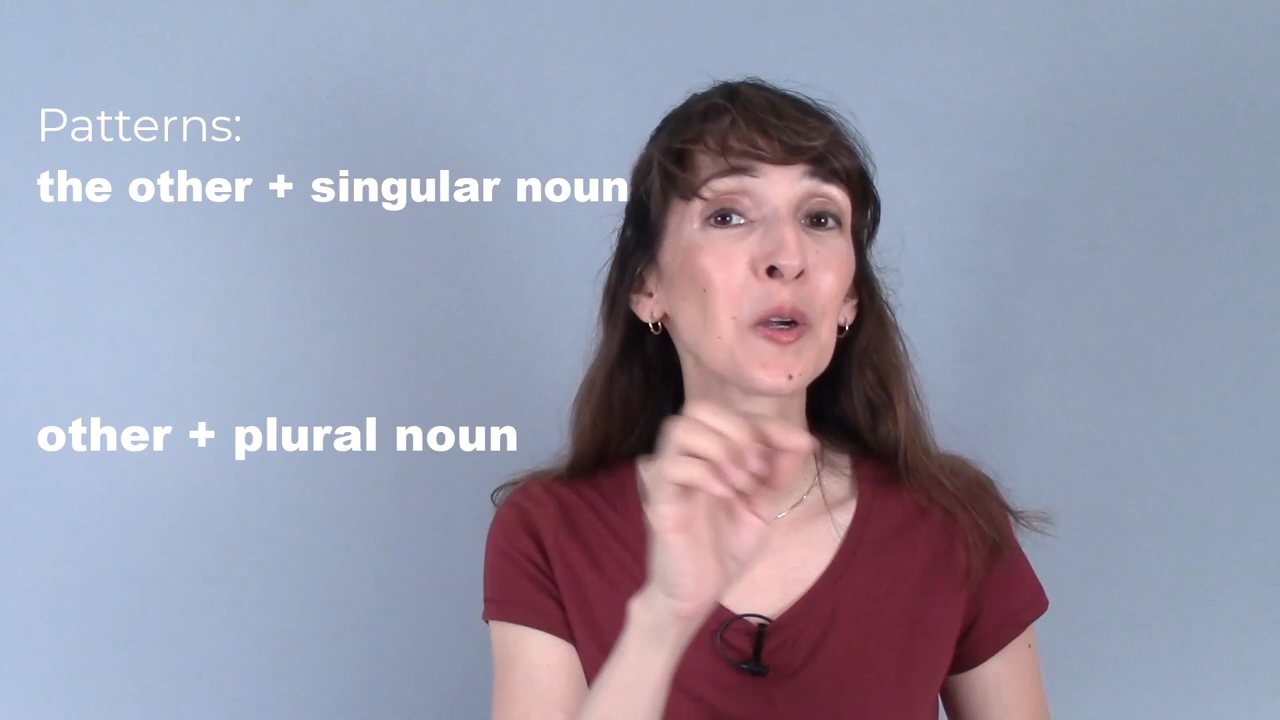 Patterns:
the other + singular noun
other + plural noun